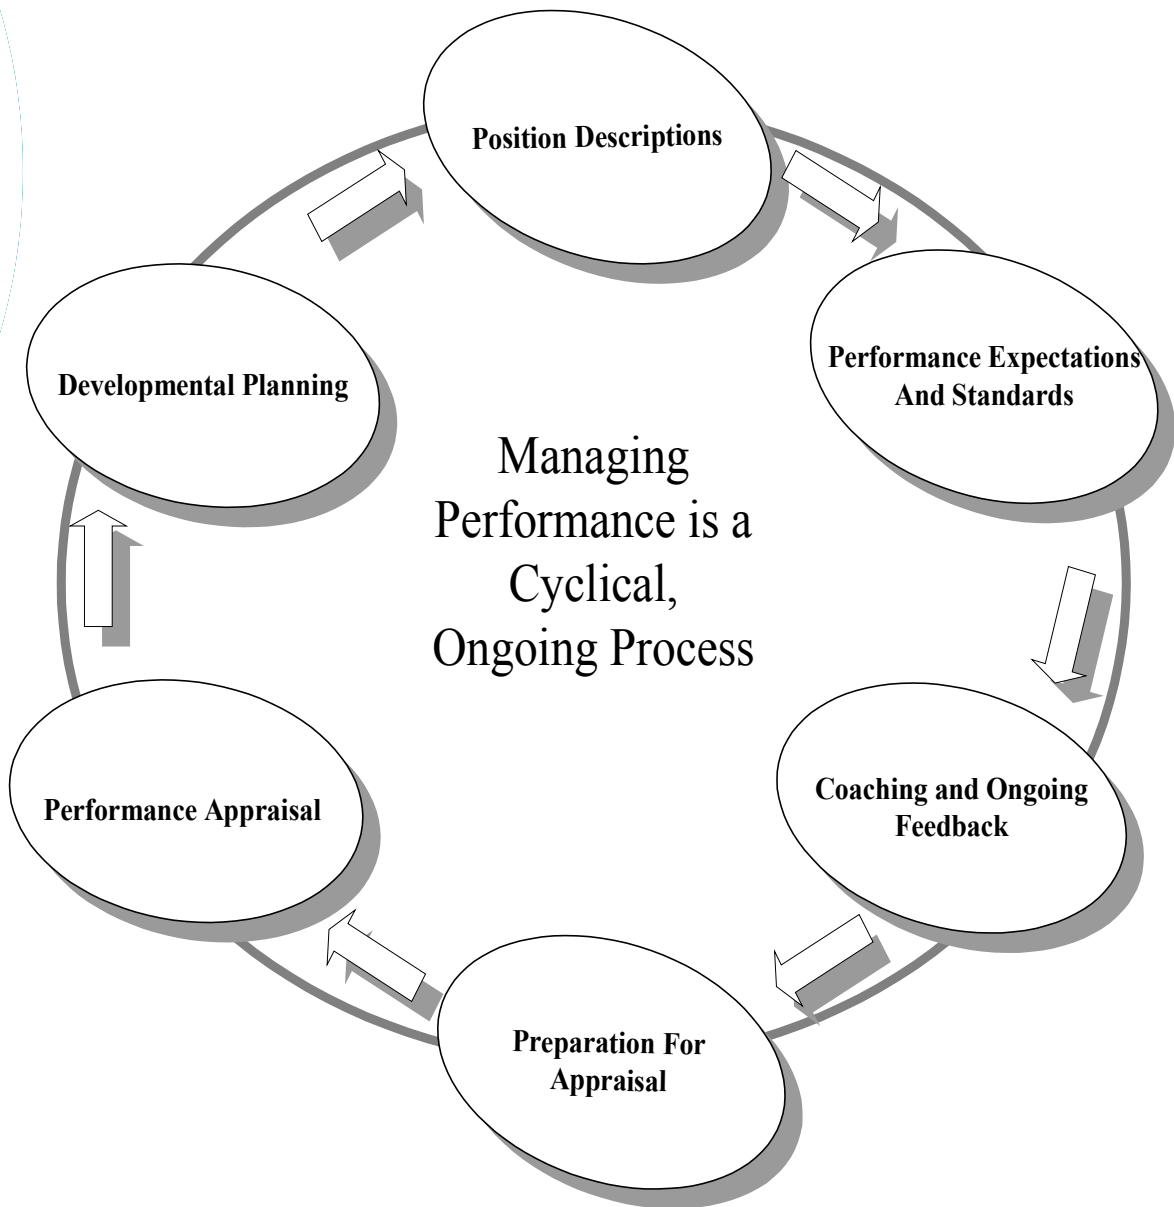 Position Descriptions
Performance Expectations
And Standards
Coaching and Ongoing
Feedback
Preparation For
Appraisal
Performance Appraisal
Developmental Planning
Managing
Performance is a
Cyclical,
Ongoing Process